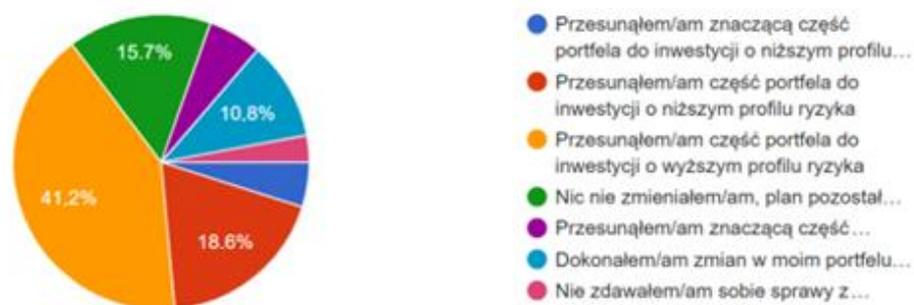 15.7%
10,8%
41,2%
18.6%
Przesunąłem/am znaczącą część
portfela do inwestycji o niższym profilu…
Przesunąłem/am część portfela do
inwestycji o niższym profilu ryzyka
Przesunąłem/am część portfela do
inwestycji o wyższym profilu ryzyka
Nic nie zmieniałem/am, plan pozostał…
Przesunąłem/am znaczącą część…
Dokonałem/am zmian w moim portfelu…
Nie zdawałem/am sobie sprawy z…